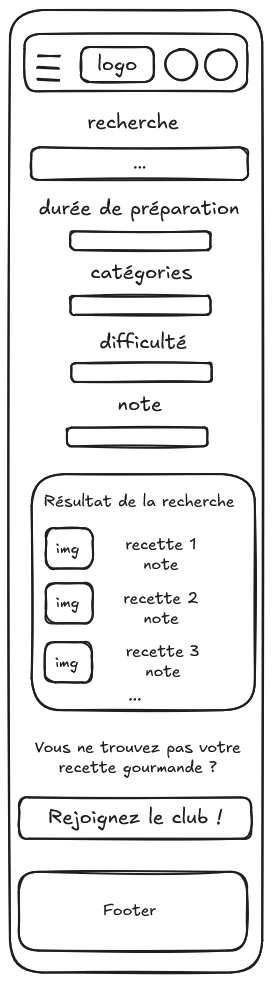 logo
recherche
...
durée de préparation
catégories
difficulté
note
Résultat de la recherche
img
recette 1
note
img
recette 2
note
img
recette 3
note
...
Vous ne trouvez pas votre
recette gourmande ?
Rejoignez le club !
Footer